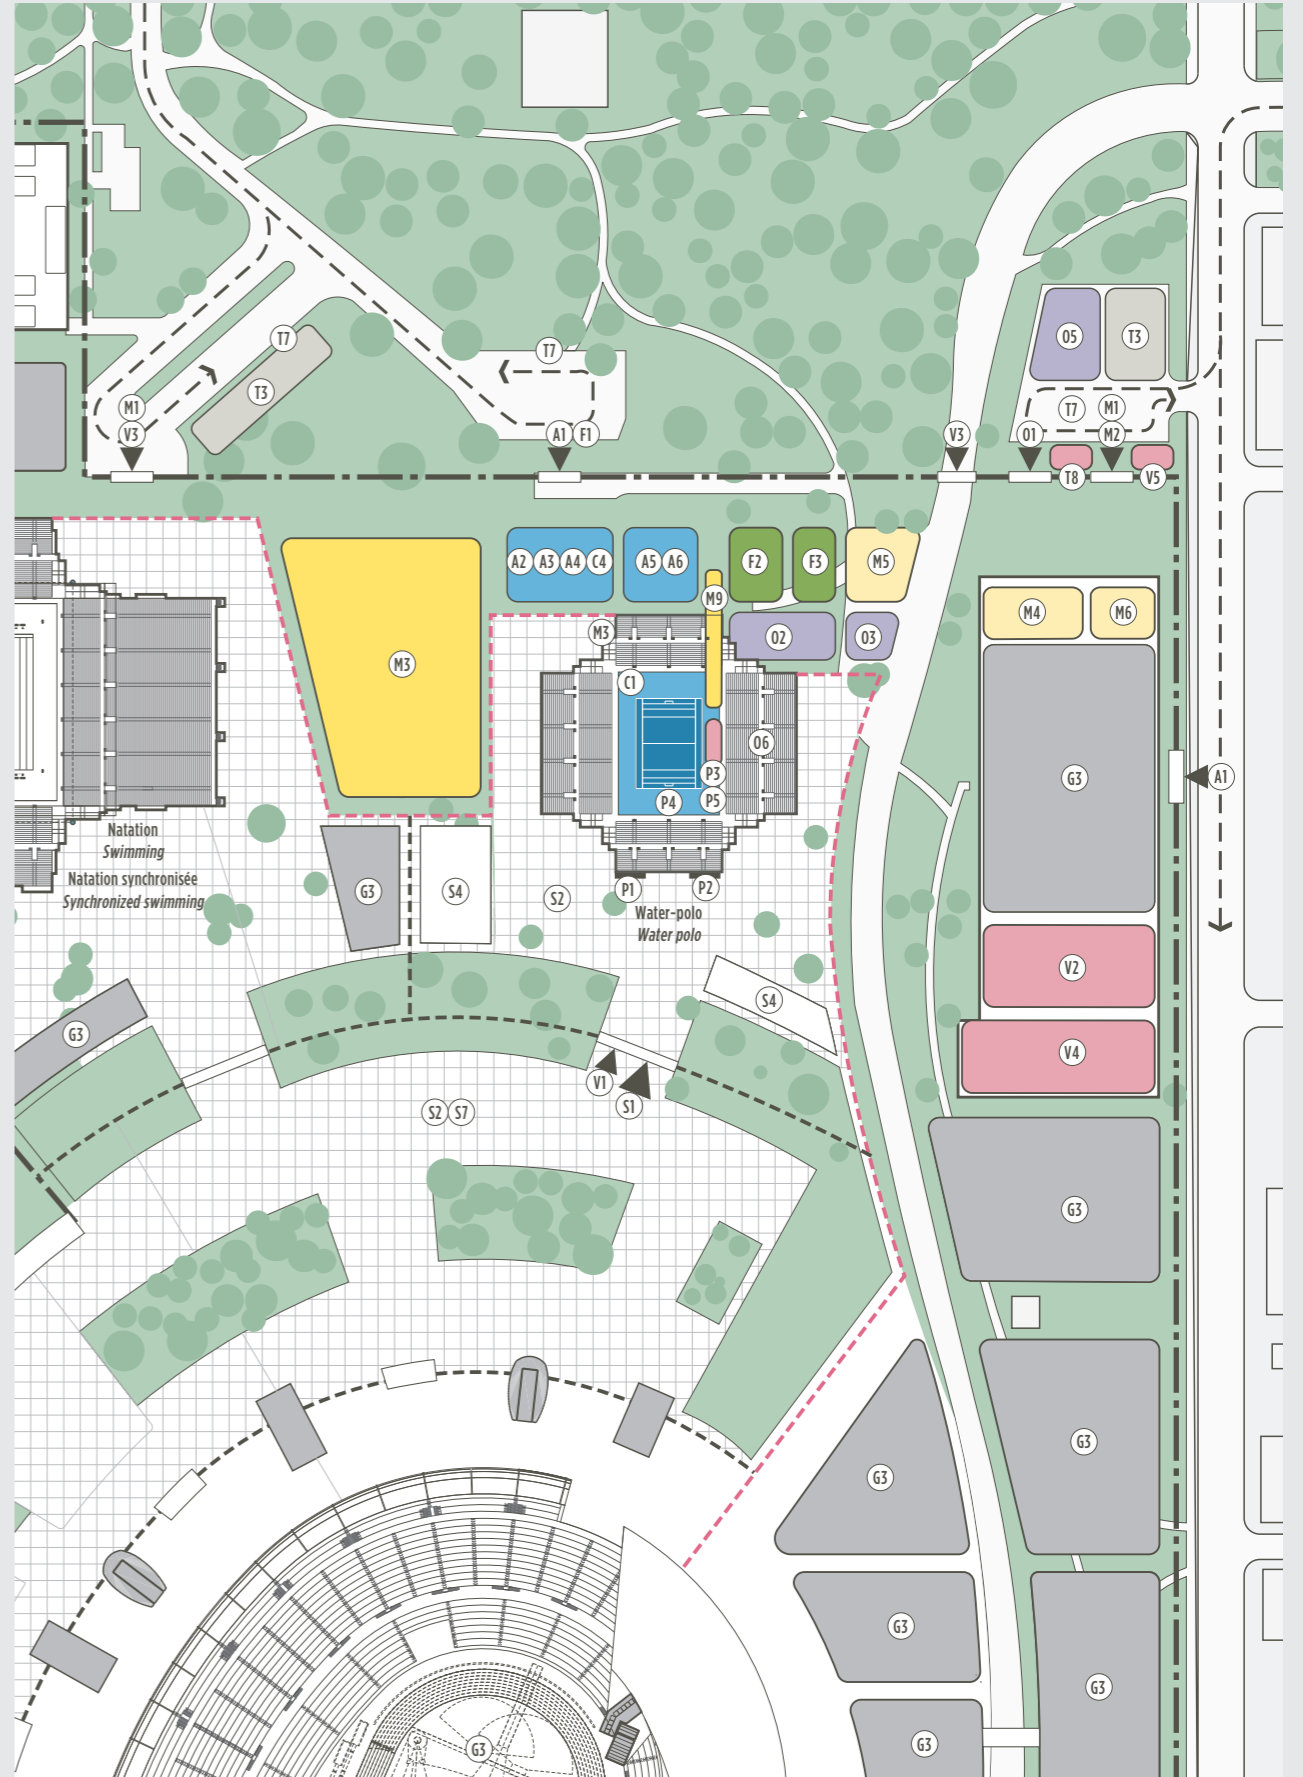 T7
T3
M1
V3
T7
A1 F1
V3
O5
T3
T7
M1
O1
M2
T8
V5
A2 A3 A4 C4
A5 A6
F2
F3
M5
M9
M4
M6
M3
M3
O2
O3
C1
O6
P3
P4
P5
G3
A1
Natation
Swimming
Natation synchronisée
Synchronized swimming
G3
S4
S2
P1
P2
Water-polo
Water polo
V2
S4
G3
V4
V1
S1
S2 S7
G3
G3
G3
G3
G3
G3
G3